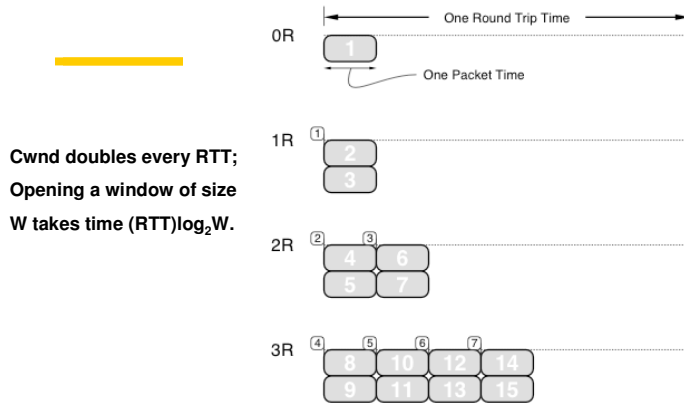 One Round Trip Time
0R
1
One Packet Time
Cwnd doubles every RTT;
Opening a window of size
W takes time (RTT)log₂W.
1R
1
2
3
2R
2 3
4 6
5 7
3R
4 5 6 7
8 10 12 14
9 11 13 15